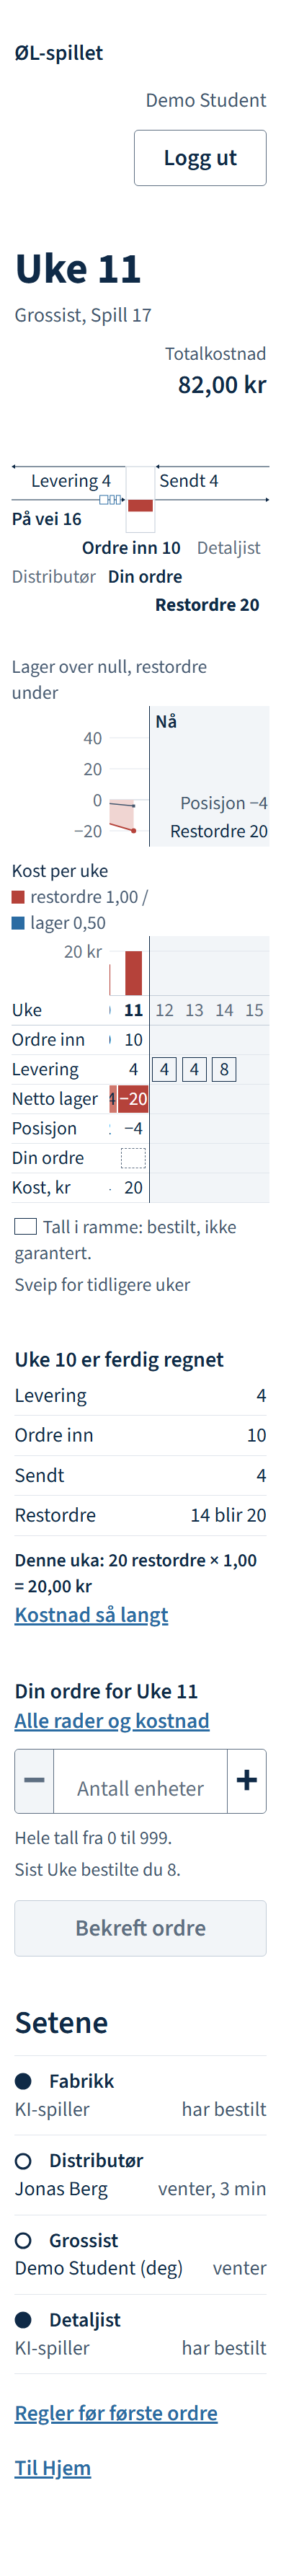 ØL-spillet
Demo Student
Logg ut
Uke 11
Grossist, Spill 17
Totalkostnad
82,00 kr
Levering 4
Sendt 4
På vei 16
Ordre inn 10 Detaljist
Distributør Din ordre
Restordre 20
Lager over null, restordre
under
Nå
40
20
0
−20
Posisjon −4
Restordre 20
Kost per uke
restordre 1,00 /
lager 0,50
20 kr
Uke 11 12 13 14 15
Ordre inn 10
Levering 4 4 4 8
Netto lager −20
Posisjon −4
Din ordre
Kost, kr 20
Tall i ramme: bestilt, ikke
garantert.
Sveip for tidligere uker
Uke 10 er ferdig regnet
Levering 4
Ordre inn 10
Sendt 4
Restordre 14 blir 20
Denne uka: 20 restordre × 1,00
= 20,00 kr
Kostnad så langt
Din ordre for Uke 11
Alle rader og kostnad
− Antall enheter +
Hele tall fra 0 til 999.
Sist Uke bestilte du 8.
Bekreft ordre
Setene
Fabrikk
KI-spiller har bestilt
Distributør
Jonas Berg venter, 3 min
Grossist
Demo Student (deg) venter
Detaljist
KI-spiller har bestilt
Regler før første ordre
Til Hjem